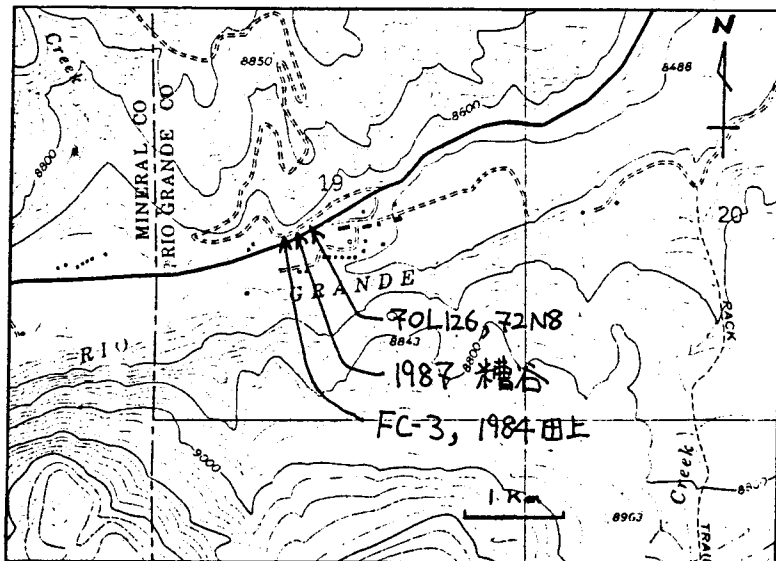 N
Creek
8850
8488
8600
8800
MINERAL CO
RIO GRANDE CO
19
20
GRANDE
RIO
70L126, 72N8
8843
8800
RACK
1987 糟谷
FC-3, 1984 田上
9000
Creek
1 Km
8963
TRAIL